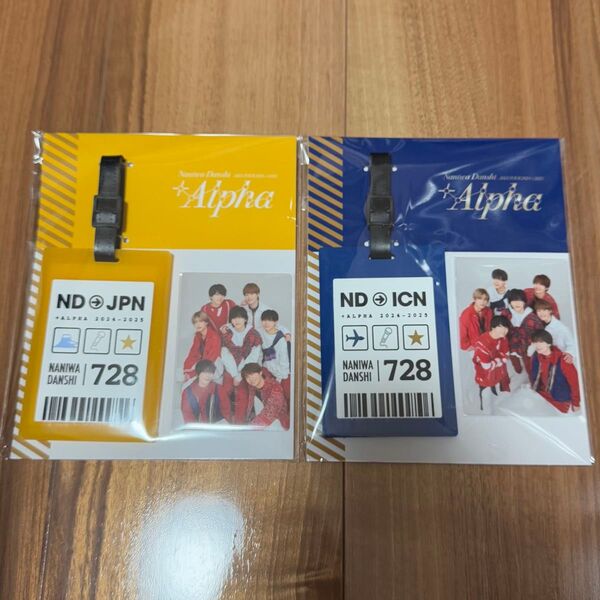 Naniwa Danshi
+Alpha
ND → JPN
+ALPHA 2024-2025
NANIWA
DANSHI
728
Naniwa Danshi
+Alpha
ND → ICN
+ALPHA 2024-2025
NANIWA
DANSHI
728